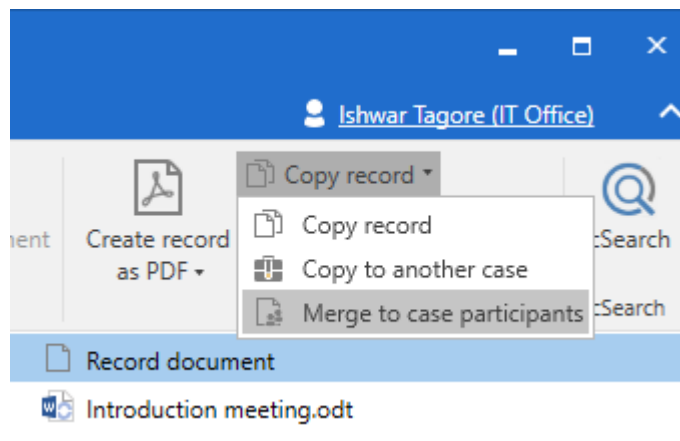 Ishwar Tagore (IT Office)
Copy record
Create record
as PDF
Copy record
Copy to another case
Merge to case participants
Record document
Introduction meeting.odt